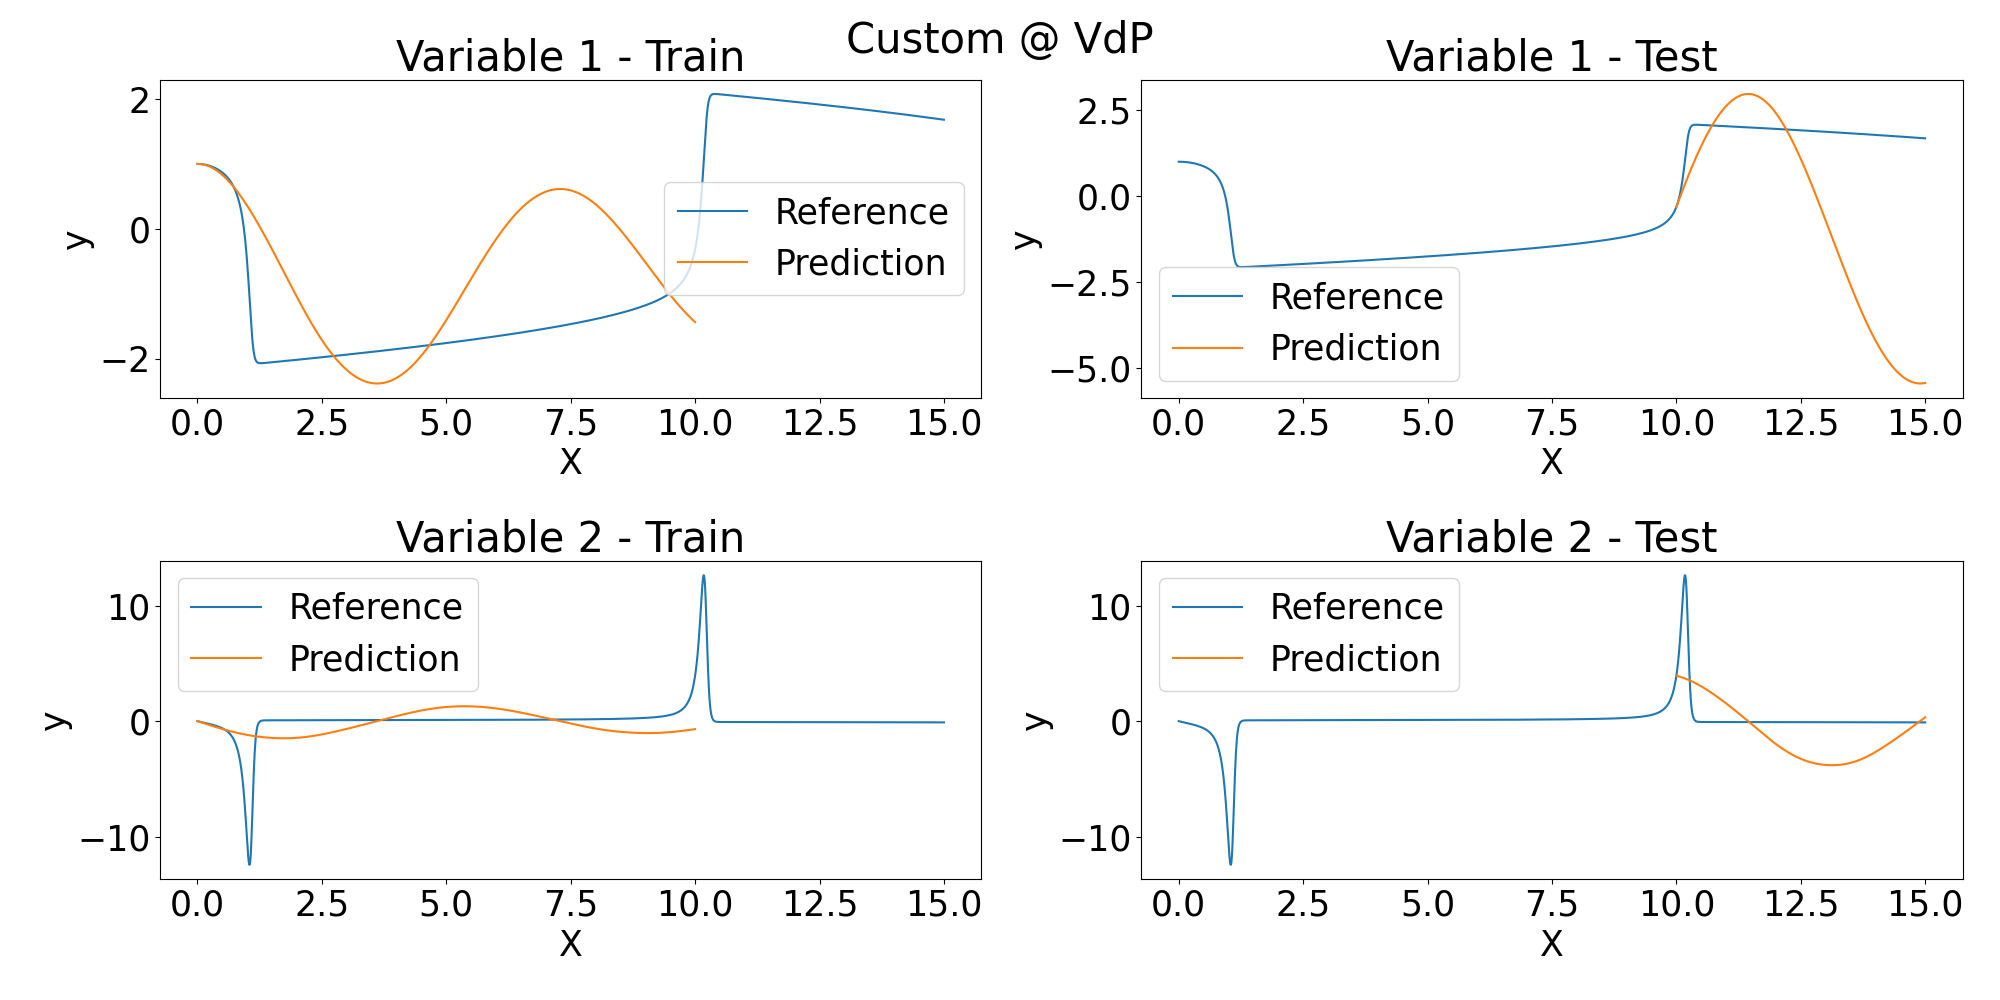 Custom @ VdP
Variable 1 - Train
2
0
−2
y
Reference
Prediction
0.0 2.5 5.0 7.5 10.0 12.5 15.0
X
Variable 1 - Test
2.5
0.0
−2.5
−5.0
y
Reference
Prediction
0.0 2.5 5.0 7.5 10.0 12.5 15.0
X
Variable 2 - Train
10
0
−10
y
Reference
Prediction
0.0 2.5 5.0 7.5 10.0 12.5 15.0
X
Variable 2 - Test
10
0
−10
y
Reference
Prediction
0.0 2.5 5.0 7.5 10.0 12.5 15.0
X